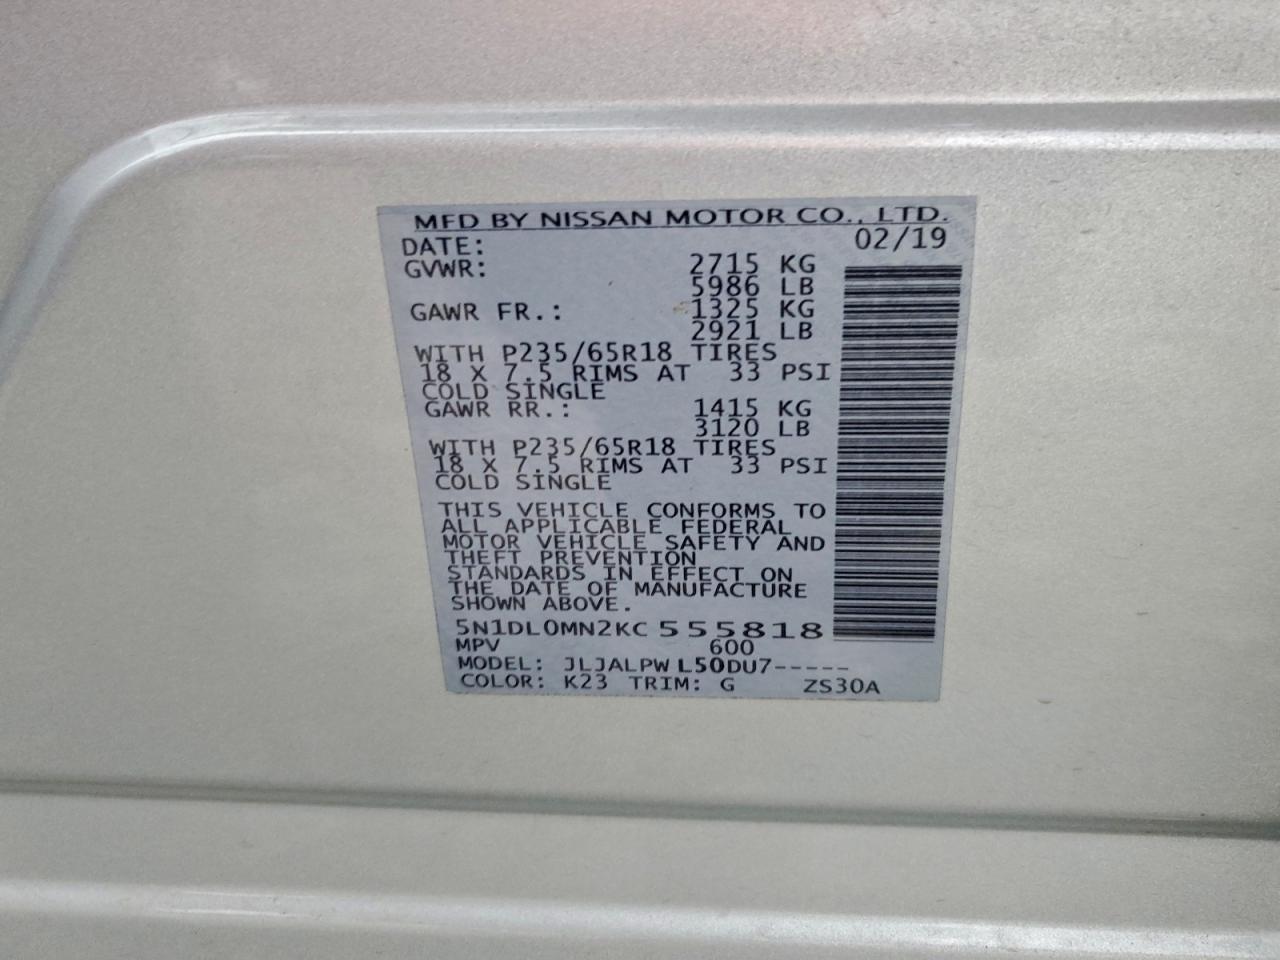 MFD BY NISSAN MOTOR CO., LTD.
DATE: 02/19
GVWR: 2715 KG
5986 LB
GAWR FR.: 1325 KG
2921 LB
WITH P235/65R18 TIRES
18 X 7.5 RIMS AT 33 PSI
COLD SINGLE
GAWR RR.: 1415 KG
3120 LB
WITH P235/65R18 TIRES
18 X 7.5 RIMS AT 33 PSI
COLD SINGLE
THIS VEHICLE CONFORMS TO
ALL APPLICABLE FEDERAL
MOTOR VEHICLE SAFETY AND
THEFT PREVENTION
STANDARDS IN EFFECT ON
THE DATE OF MANUFACTURE
SHOWN ABOVE.
5N1DL0MN2KC 555818
MPV 600
MODEL: JLJALPW L50DU7-----
COLOR: K23 TRIM: G ZS30A